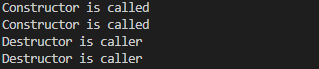 Constructor is called
Constructor is called
Destructor is caller
Destructor is caller